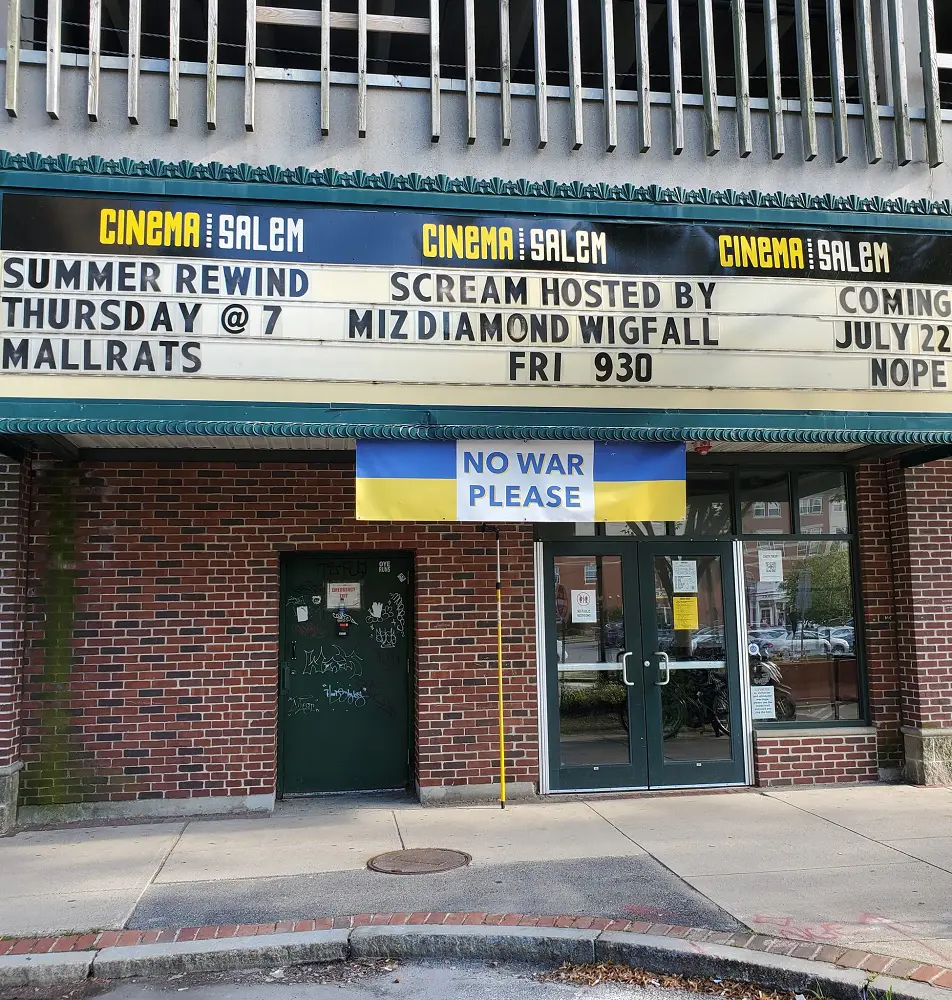 CINEMA SALEM
CINEMA SALEM
CINEMA SALEM
SUMMER REWIND
THURSDAY @ 7
MALLRATS
SCREAM HOSTED BY
MIZ DIAMOND WIGFALL
FRI 930
COMING
JULY 22
NOPE
NO WAR
PLEASE